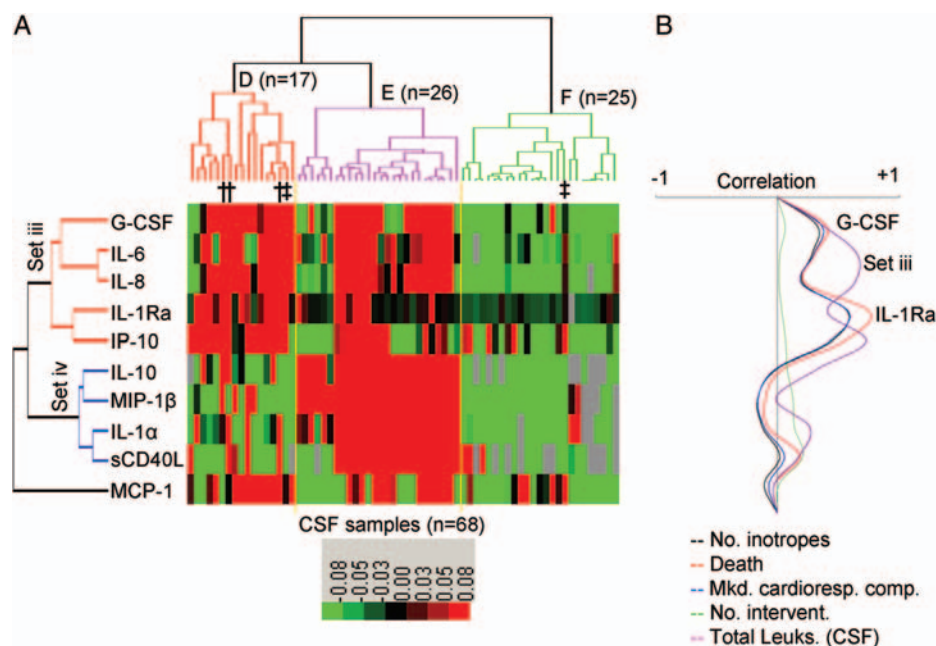 A
B
D (n=17)
E (n=26)
F (n=25)
†† †‡ ‡
Set iii
Set iv
G-CSF
IL-6
IL-8
IL-1Ra
IP-10
IL-10
MIP-1β
IL-1α
sCD40L
MCP-1
CSF samples (n=68)
-0.08
-0.05
-0.03
0.00
0.03
0.05
0.08
-1 Correlation +1
G-CSF
Set iii
IL-1Ra
-- No. inotropes
-- Death
-- Mkd. cardioresp. comp.
-- No. intervent.
-- Total Leuks. (CSF)